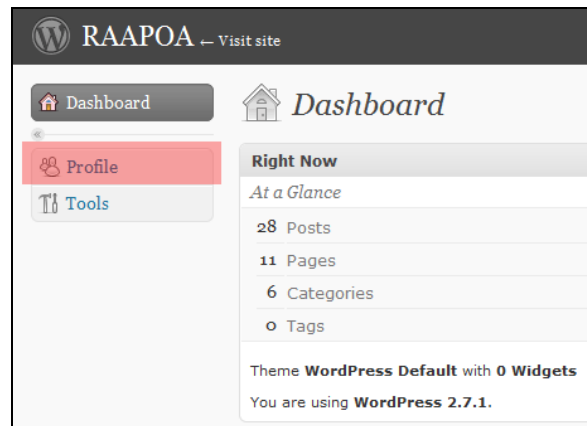 RAAPOA ← Visit site
Dashboard
Profile
Tools
Dashboard
Right Now
At a Glance
28 Posts
11 Pages
6 Categories
0 Tags
Theme WordPress Default with 0 Widgets
You are using WordPress 2.7.1.